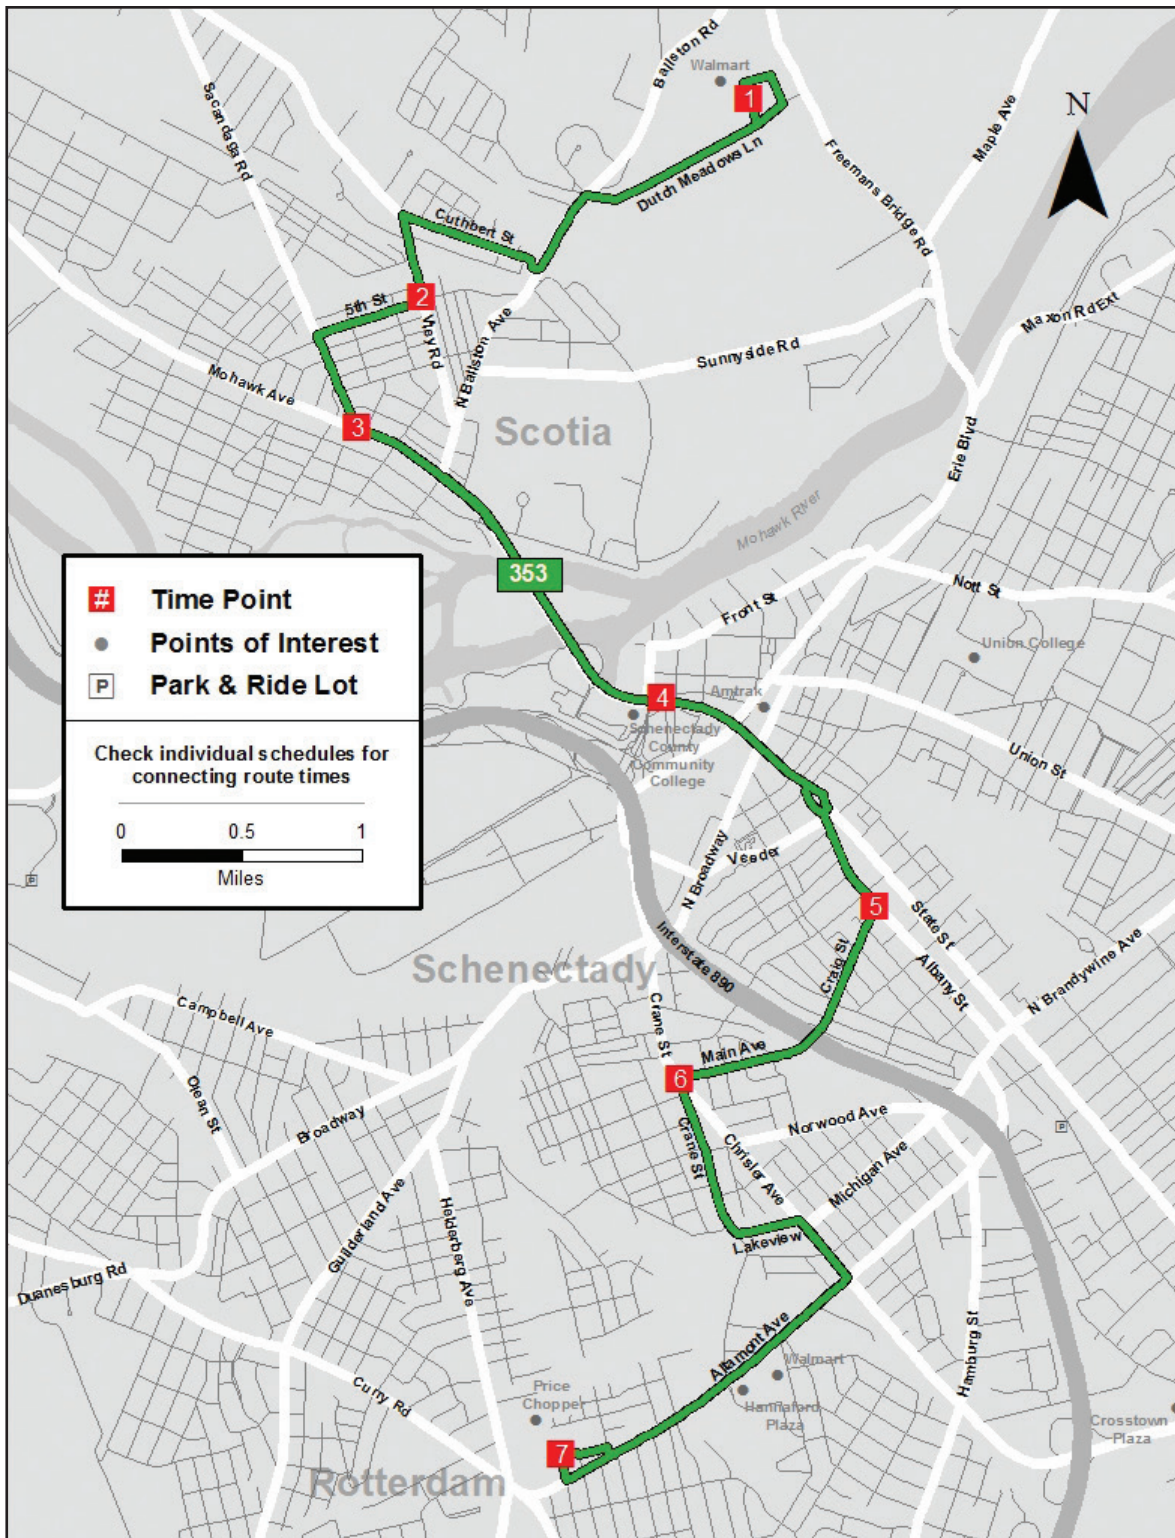 Ballston Rd
Walmart
1
N
Sacandaga Rd
Maple Ave
Dutch Meadows Ln
Freemans Bridge Rd
Cuthbert St
2
5th St
Vley Rd
Maxon Rd Ext
N Ballston Ave
Sunnyside Rd
Mohawk Ave
3
Scotia
Erie Blvd
Mohawk River
353
Nott St
Front St
Union College
# Time Point
Points of Interest
P Park & Ride Lot
Check individual schedules for
connecting route times
0 0.5 1
Miles
4
Amtrak
Schenectady
County
Community
College
Union St
Veeder
N Broadway
P
5
State St
Albany St
Interstate 890
Craig St
N Brandywine Ave
Schenectady
Campbell Ave
Crane St
Main Ave
6
Olean St
Broadway
Norwood Ave
P
Crane St
Chrisler Ave
Michigan Ave
Guilderland Ave
Helderberg Ave
Lakeview
Duanesburg Rd
Altamont Ave
Hamburg St
Walmart
Curry Rd
Price
Chopper
Hannaford
Plaza
Crosstown
Plaza
7
Rotterdam